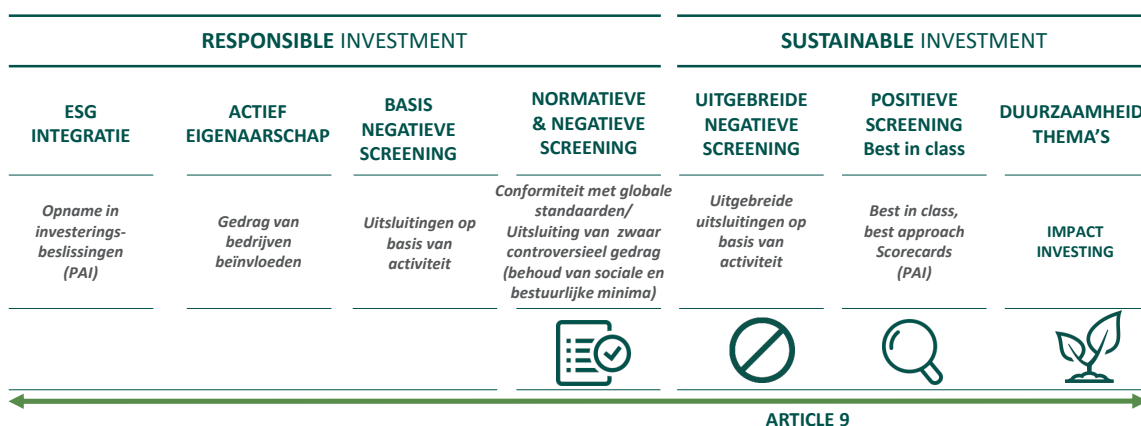 RESPONSIBLE INVESTMENT
SUSTAINABLE INVESTMENT
ESG
INTEGRATIE
ACTIEF
EIGENAARSCHAP
BASIS
NEGATIEVE
SCREENING
NORMATIEVE
& NEGATIEVE
SCREENING
UITGEBREIDE
NEGATIEVE
SCREENING
POSITIEVE
SCREENING
Best in class
DUURZAAMHEID
THEMA'S
Opname in
investerings-
beslissingen
(PAI)
Gedrag van
bedrijven
beïnvloeden
Uitsluitingen op
basis van
activiteit
Conformiteit met globale
standaarden/
Uitsluiting van zwaar
controversieel gedrag
(behoud van sociale en
bestuurlijke minima)
Uitgebreide
uitsluitingen op
basis van
activiteit
Best in class,
best approach
Scorecards
(PAI)
IMPACT
INVESTING
ARTICLE 9